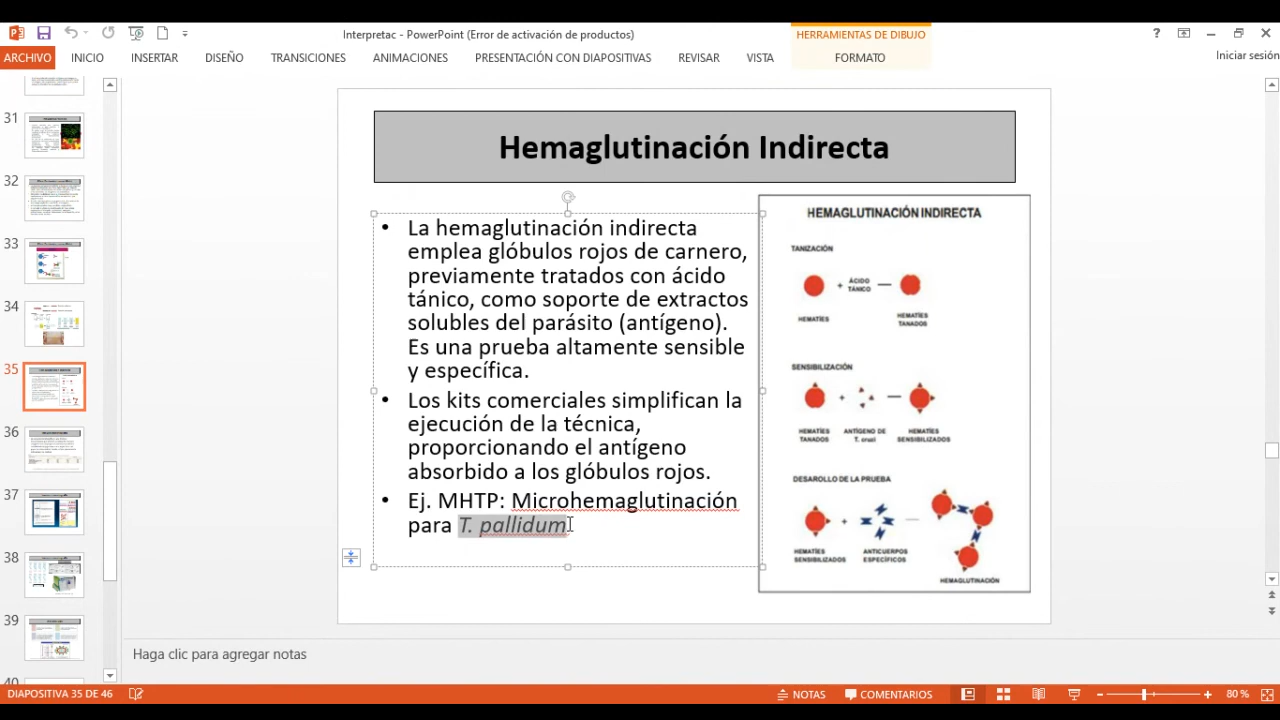 Interpretac - PowerPoint (Error de activación de productos)
HERRAMIENTAS DE DIBUJO
ARCHIVO INICIO INSERTAR DISEÑO TRANSICIONES ANIMACIONES PRESENTACIÓN CON DIAPOSITIVAS REVISAR VISTA FORMATO Iniciar sesión
31
32
33
34
35
36
37
38
39
40
Hemaglutinación Indirecta
• La hemaglutinación indirecta
emplea glóbulos rojos de carnero,
previamente tratados con ácido
tánico, como soporte de extractos
solubles del parásito (antígeno).
Es una prueba altamente sensible
y específica.
• Los kits comerciales simplifican la
ejecución de la técnica,
proporcionando el antígeno
absorbido a los glóbulos rojos.
• Ej. MHTP: Microhemaglutinación
para T. pallidum
HEMAGLUTINACIÓN INDIRECTA
TANIZACIÓN
+ ÁCIDO TÁNICO —
HEMATÍES
HEMATÍES TANADOS
SENSIBILIZACIÓN
+ —
HEMATÍES TANADOS
ANTÍGENO DE T. cruzi
HEMATÍES SENSIBILIZADOS
DESAROLLO DE LA PRUEBA
+ —
HEMATÍES SENSIBILIZADOS
ANTICUERPOS ESPECÍFICOS
HEMAGLUTINACIÓN
Haga clic para agregar notas
DIAPOSITIVA 35 DE 46 NOTAS COMENTARIOS 80 %